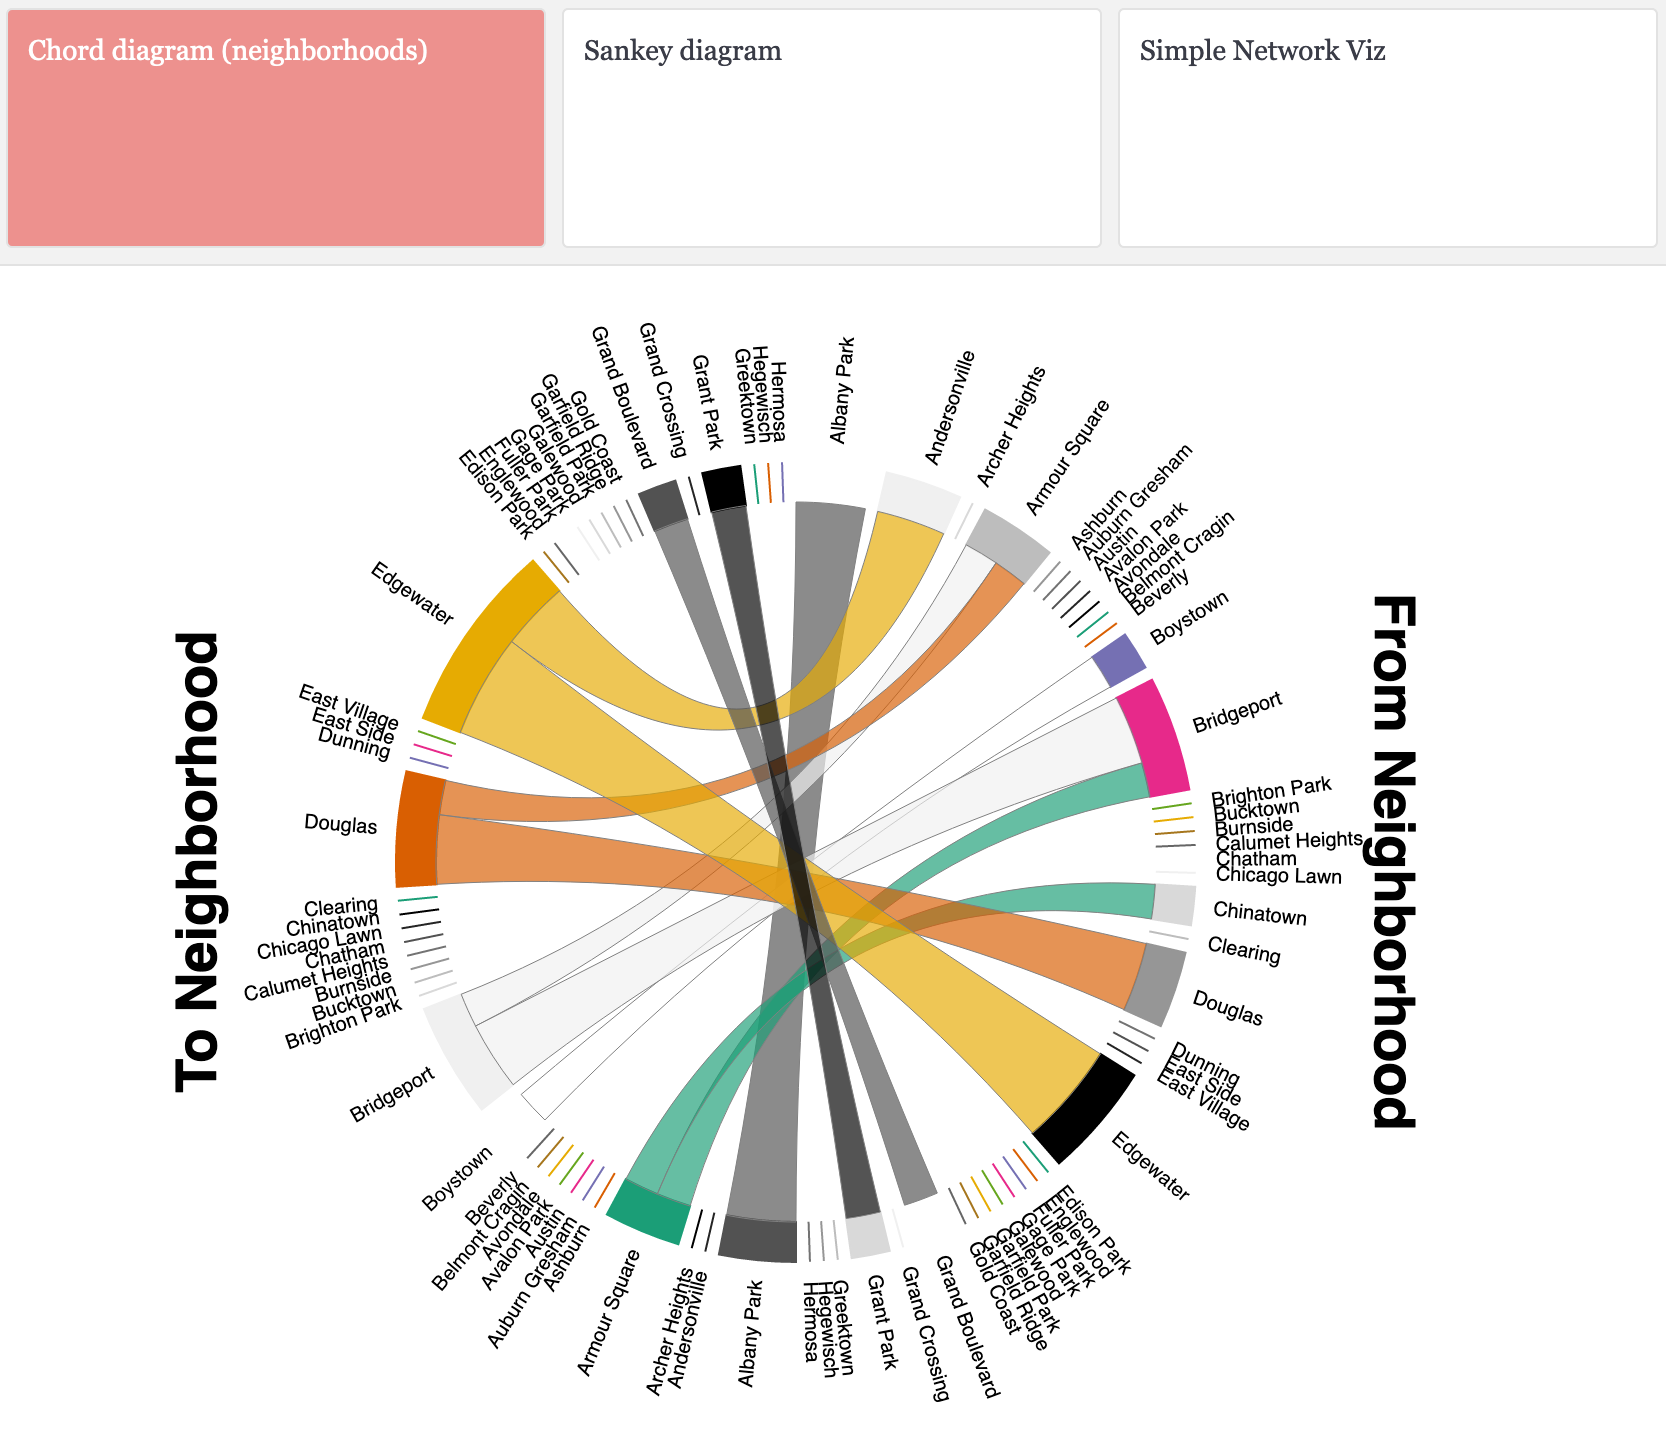 Chord diagram (neighborhoods)
Sankey diagram
Simple Network Viz
To Neighborhood
From Neighborhood
Albany Park
Andersonville
Archer Heights
Armour Square
Ashburn
Auburn Gresham
Austin
Avalon Park
Avondale
Belmont Cragin
Beverly
Boystown
Bridgeport
Brighton Park
Bucktown
Burnside
Calumet Heights
Chatham
Chicago Lawn
Chinatown
Clearing
Douglas
Dunning
East Side
East Village
Edgewater
Edison Park
Englewood
Fuller Park
Gage Park
Galewood
Garfield Park
Garfield Ridge
Gold Coast
Grand Boulevard
Grand Crossing
Grant Park
Greektown
Hegewisch
Hermosa
Albany Park
Andersonville
Archer Heights
Armour Square
Ashburn
Auburn Gresham
Austin
Avalon Park
Avondale
Belmont Cragin
Beverly
Boystown
Bridgeport
Brighton Park
Bucktown
Burnside
Calumet Heights
Chatham
Chicago Lawn
Chinatown
Clearing
Douglas
Dunning
East Side
East Village
Edgewater
Edison Park
Englewood
Fuller Park
Gage Park
Galewood
Garfield Park
Garfield Ridge
Gold Coast
Grand Boulevard
Grand Crossing
Grant Park
Greektown
Hegewisch
Hermosa